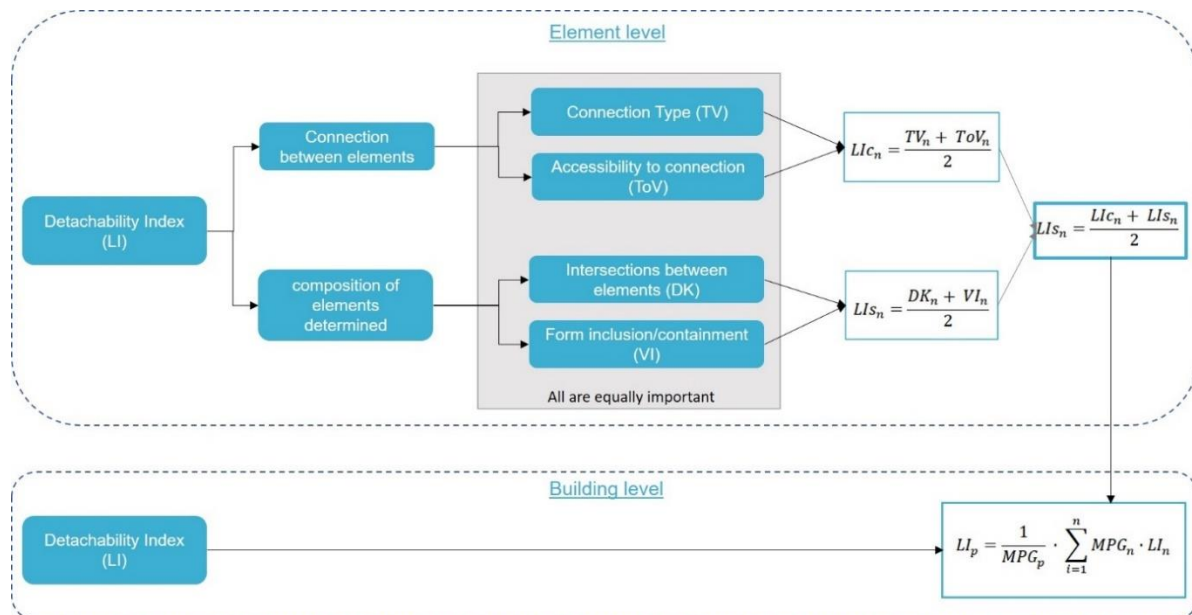 Element level
Detachability Index
(LI)
Connection
between elements
composition of
elements
determined
Connection Type (TV)
Accessibility to connection
(ToV)
Intersections between
elements (DK)
Form inclusion/containment
(VI)
All are equally important
LIc_n = (TV_n + ToV_n) / 2
LIs_n = (DK_n + VI_n) / 2
LIs_n = (LIc_n + LIs_n) / 2
Building level
Detachability Index
(LI)
LI_p = 1 / MPG_p · ∑_{i=1}^{n} MPG_n · LI_n